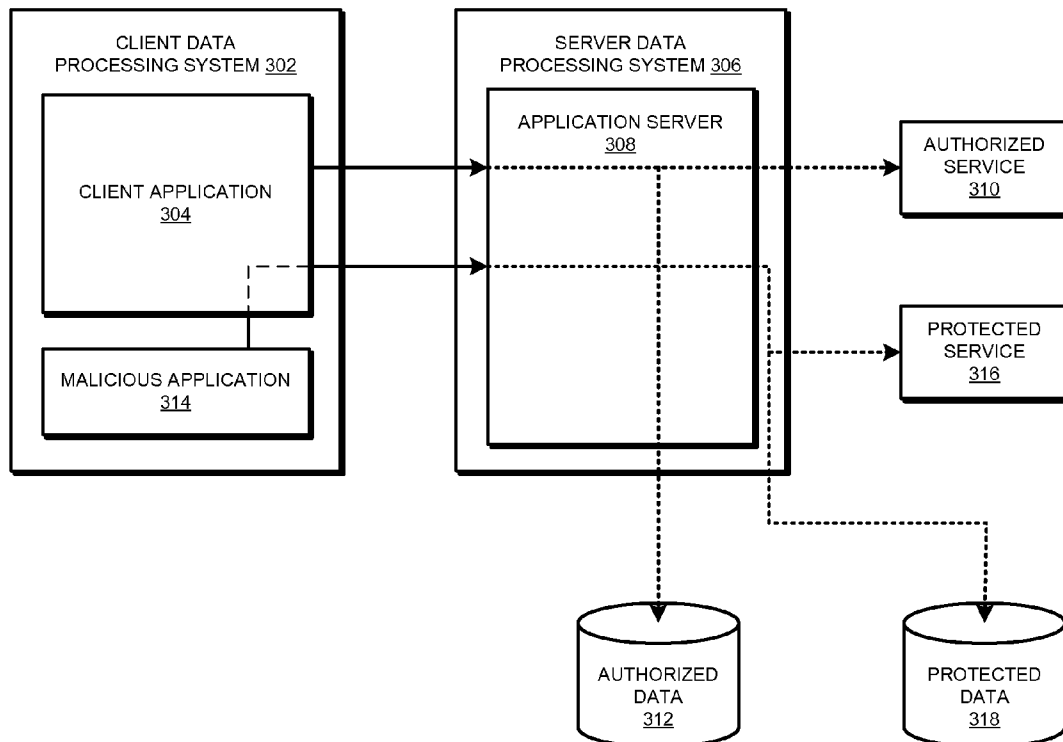 CLIENT DATA
PROCESSING SYSTEM 302
CLIENT APPLICATION
304
MALICIOUS APPLICATION
314
SERVER DATA
PROCESSING SYSTEM 306
APPLICATION SERVER
308
AUTHORIZED
SERVICE
310
PROTECTED
SERVICE
316
AUTHORIZED
DATA
312
PROTECTED
DATA
318